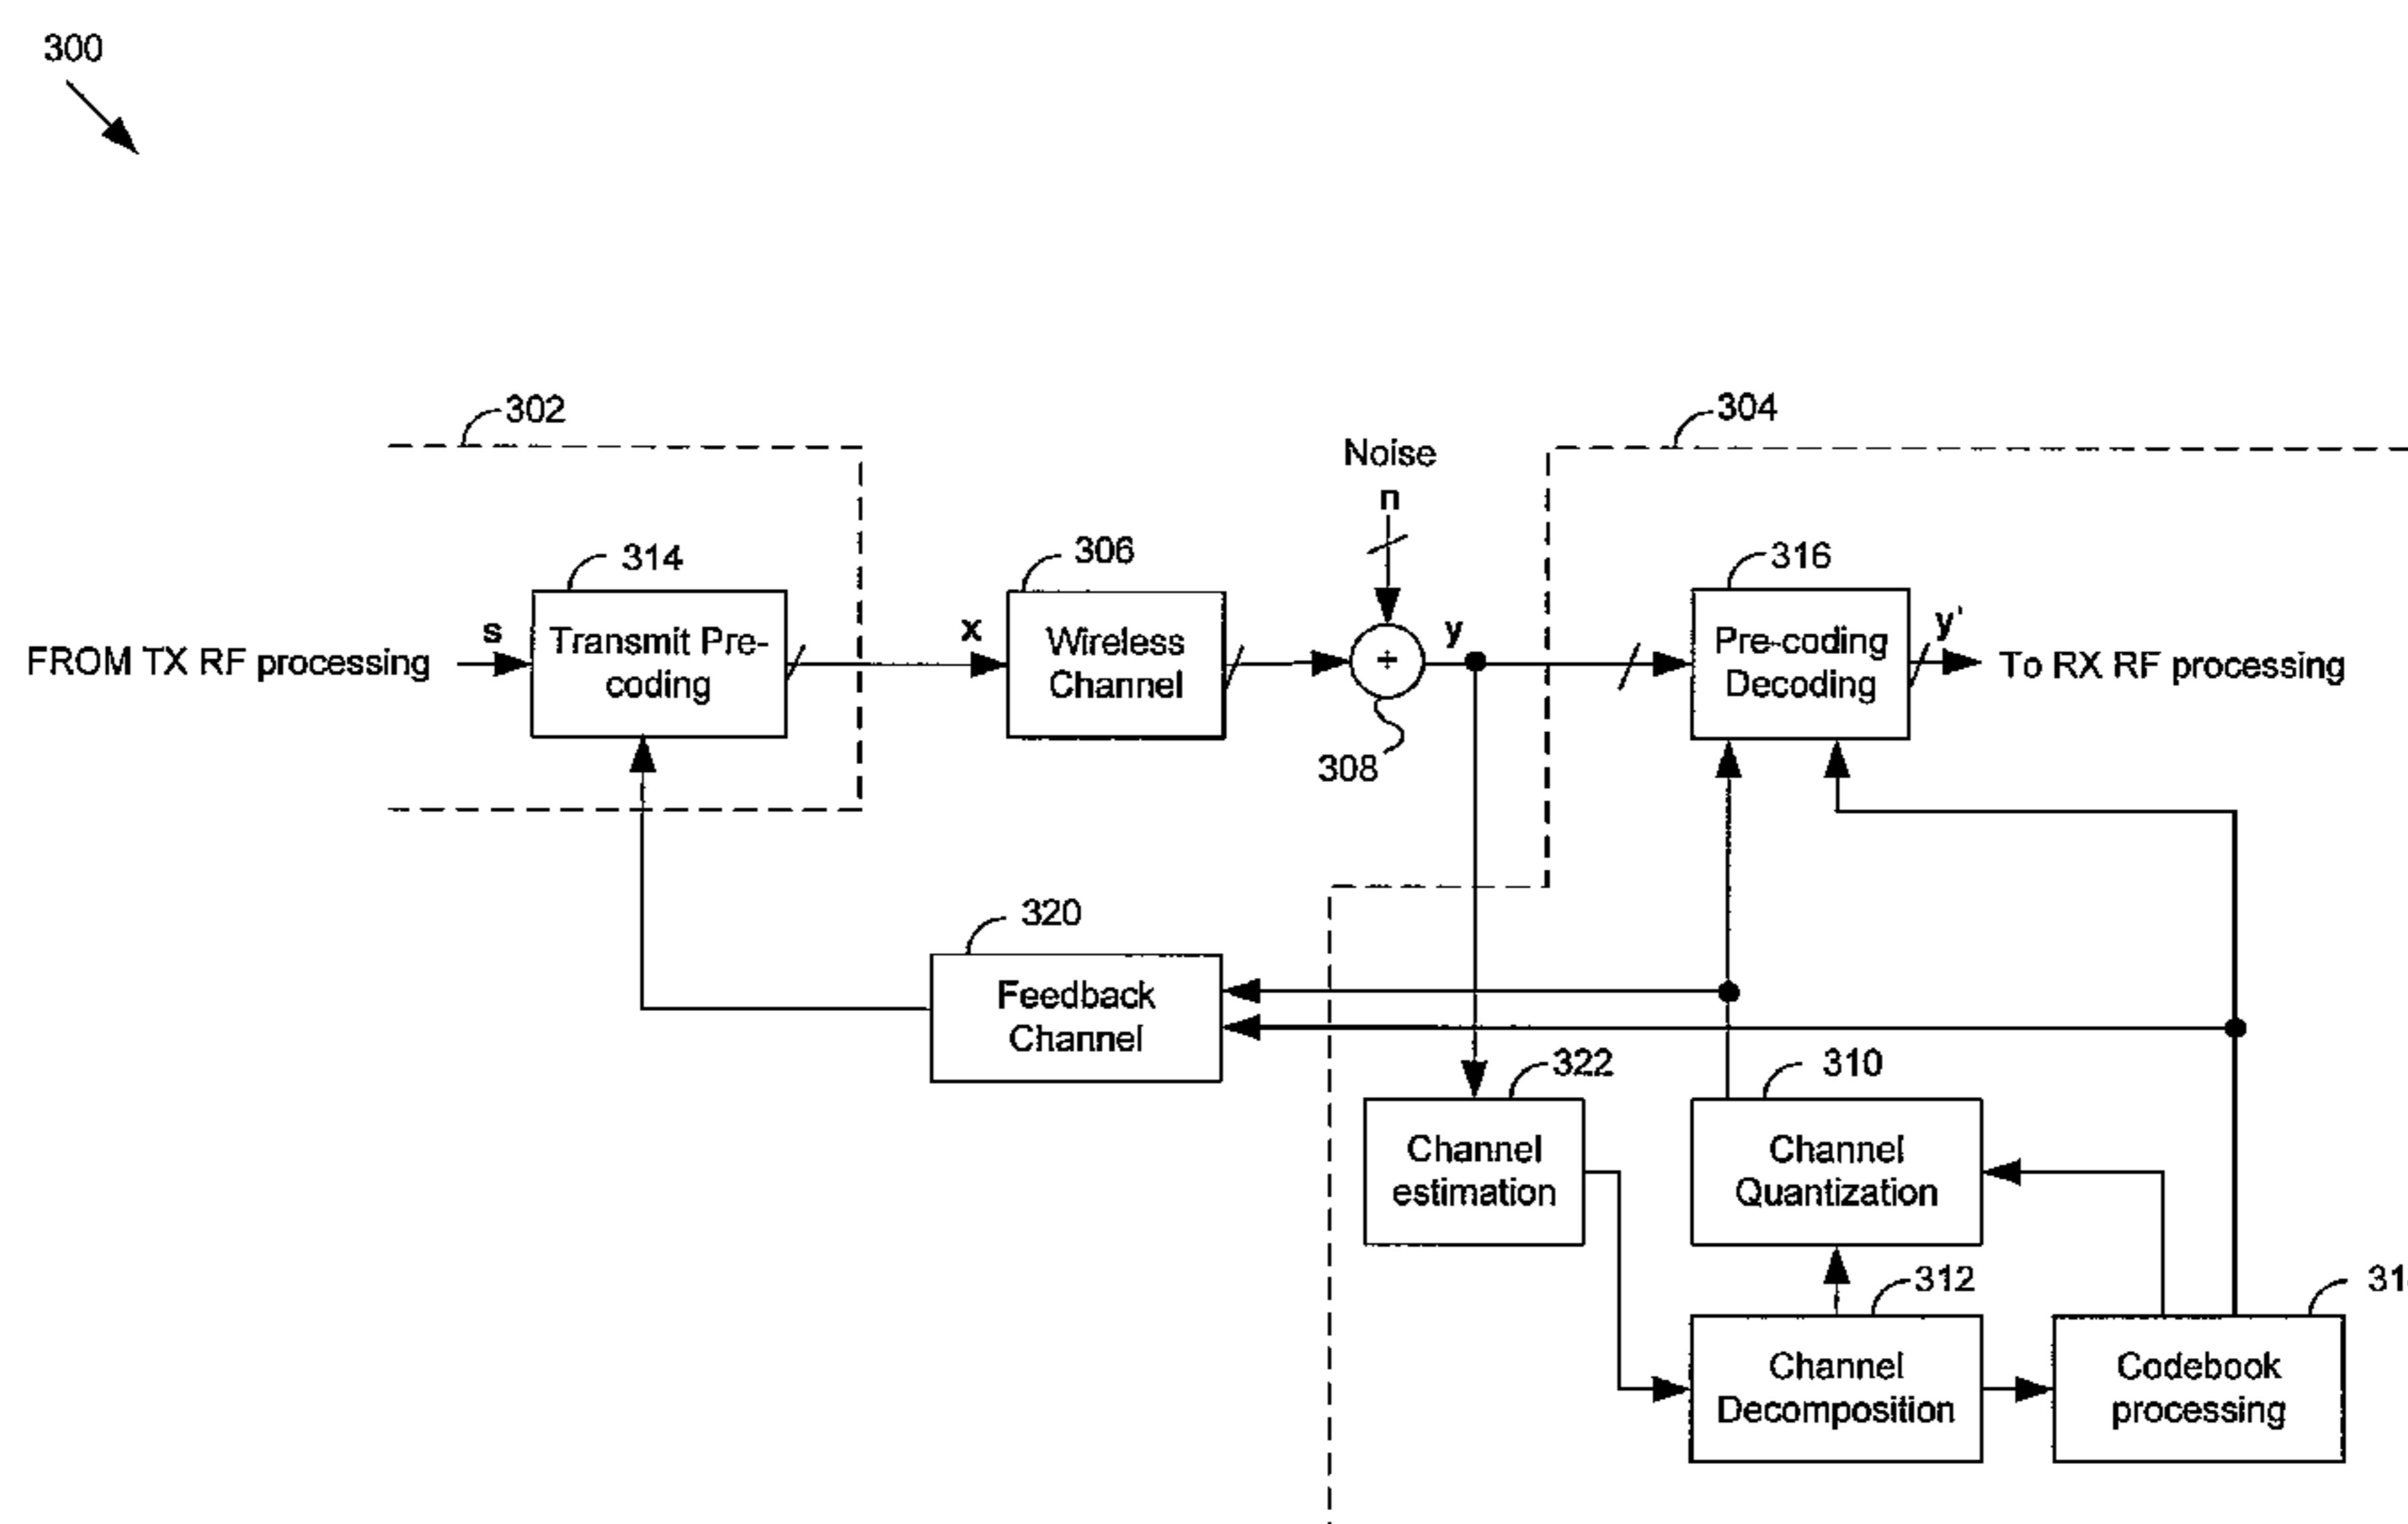 300
302
304
Noise
n
314
306
316
s
x
y
y'
FROM TX RF processing
Transmit Pre-
coding
Wireless
Channel
+
Pre-coding
Decoding
To RX RF processing
308
320
Feedback
Channel
322
310
Channel
estimation
Channel
Quantization
312
Channel
Decomposition
Codebook
processing